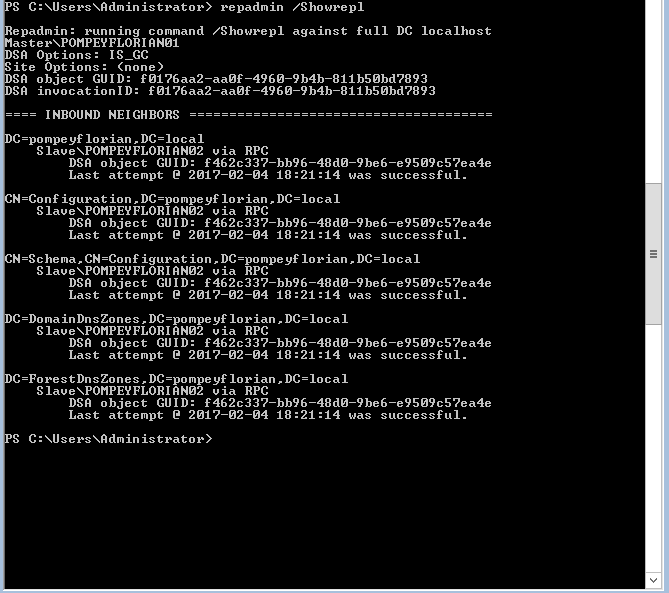 PS C:\Users\Administrator> repadmin /Showrepl
Repadmin: running command /Showrepl against full DC localhost
Master\POMPEYFLORIAN01
DSA Options: IS_GC
Site Options: (none)
DSA object GUID: f0176aa2-aa0f-4960-9b4b-811b50bd7893
DSA invocationID: f0176aa2-aa0f-4960-9b4b-811b50bd7893
==== INBOUND NEIGHBORS ======================================
DC=pompeyflorian,DC=local
Slave\POMPEYFLORIAN02 via RPC
DSA object GUID: f462c337-bb96-48d0-9be6-e9509c57ea4e
Last attempt @ 2017-02-04 18:21:14 was successful.
CN=Configuration,DC=pompeyflorian,DC=local
Slave\POMPEYFLORIAN02 via RPC
DSA object GUID: f462c337-bb96-48d0-9be6-e9509c57ea4e
Last attempt @ 2017-02-04 18:21:14 was successful.
CN=Schema,CN=Configuration,DC=pompeyflorian,DC=local
Slave\POMPEYFLORIAN02 via RPC
DSA object GUID: f462c337-bb96-48d0-9be6-e9509c57ea4e
Last attempt @ 2017-02-04 18:21:14 was successful.
DC=DomainDnsZones,DC=pompeyflorian,DC=local
Slave\POMPEYFLORIAN02 via RPC
DSA object GUID: f462c337-bb96-48d0-9be6-e9509c57ea4e
Last attempt @ 2017-02-04 18:21:14 was successful.
DC=ForestDnsZones,DC=pompeyflorian,DC=local
Slave\POMPEYFLORIAN02 via RPC
DSA object GUID: f462c337-bb96-48d0-9be6-e9509c57ea4e
Last attempt @ 2017-02-04 18:21:14 was successful.
PS C:\Users\Administrator>